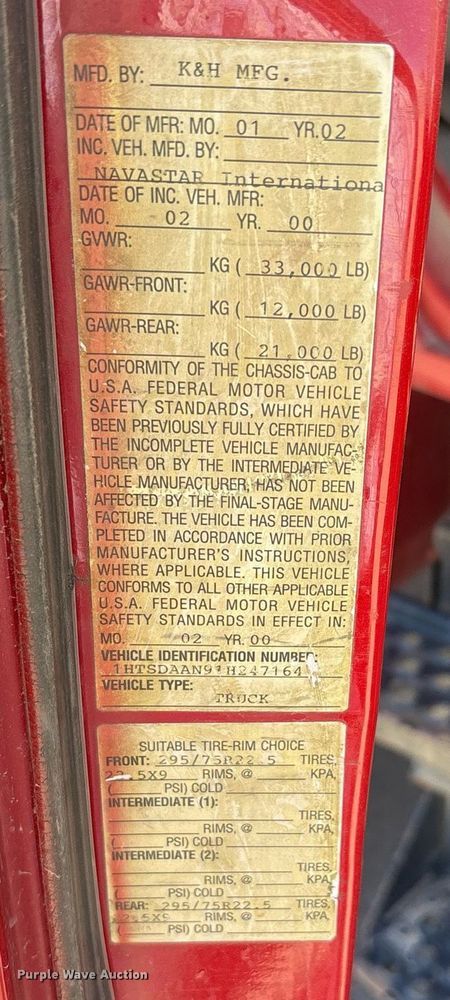 MFD. BY: K&H MFG.
DATE OF MFR: MO. 01 YR. 02
INC. VEH. MFD. BY:
NAVASTAR Internationa
DATE OF INC. VEH. MFR:
MO. 02 YR. 00
GVWR:
KG ( 33,000 LB)
GAWR-FRONT:
KG ( 12,000 LB)
GAWR-REAR:
KG ( 21,000 LB)
CONFORMITY OF THE CHASSIS-CAB TO
U.S.A. FEDERAL MOTOR VEHICLE
SAFETY STANDARDS, WHICH HAVE
BEEN PREVIOUSLY FULLY CERTIFIED BY
THE INCOMPLETE VEHICLE MANUFAC-
TURER OR BY THE INTERMEDIATE VE-
HICLE MANUFACTURER, HAS NOT BEEN
AFFECTED BY THE FINAL-STAGE MANU-
FACTURE. THE VEHICLE HAS BEEN COM-
PLETED IN ACCORDANCE WITH PRIOR
MANUFACTURER'S INSTRUCTIONS,
WHERE APPLICABLE. THIS VEHICLE
CONFORMS TO ALL OTHER APPLICABLE
U.S.A. FEDERAL MOTOR VEHICLE
SAFETY STANDARDS IN EFFECT IN:
MO. 02 YR. 00
VEHICLE IDENTIFICATION NUMBER:
1HTSDAAN91H247164
VEHICLE TYPE:
TRUCK
SUITABLE TIRE-RIM CHOICE
FRONT: 295/75R22.5 TIRES,
22.5X9 RIMS, @ KPA,
( PSI) COLD
INTERMEDIATE (1):
TIRES,
RIMS, @ KPA,
( PSI) COLD
INTERMEDIATE (2):
TIRES,
RIMS, @ KPA,
( PSI) COLD
REAR: 295/75R22.5 TIRES,
22.5X9 RIMS, @ KPA,
( PSI) COLD
Purple Wave Auction